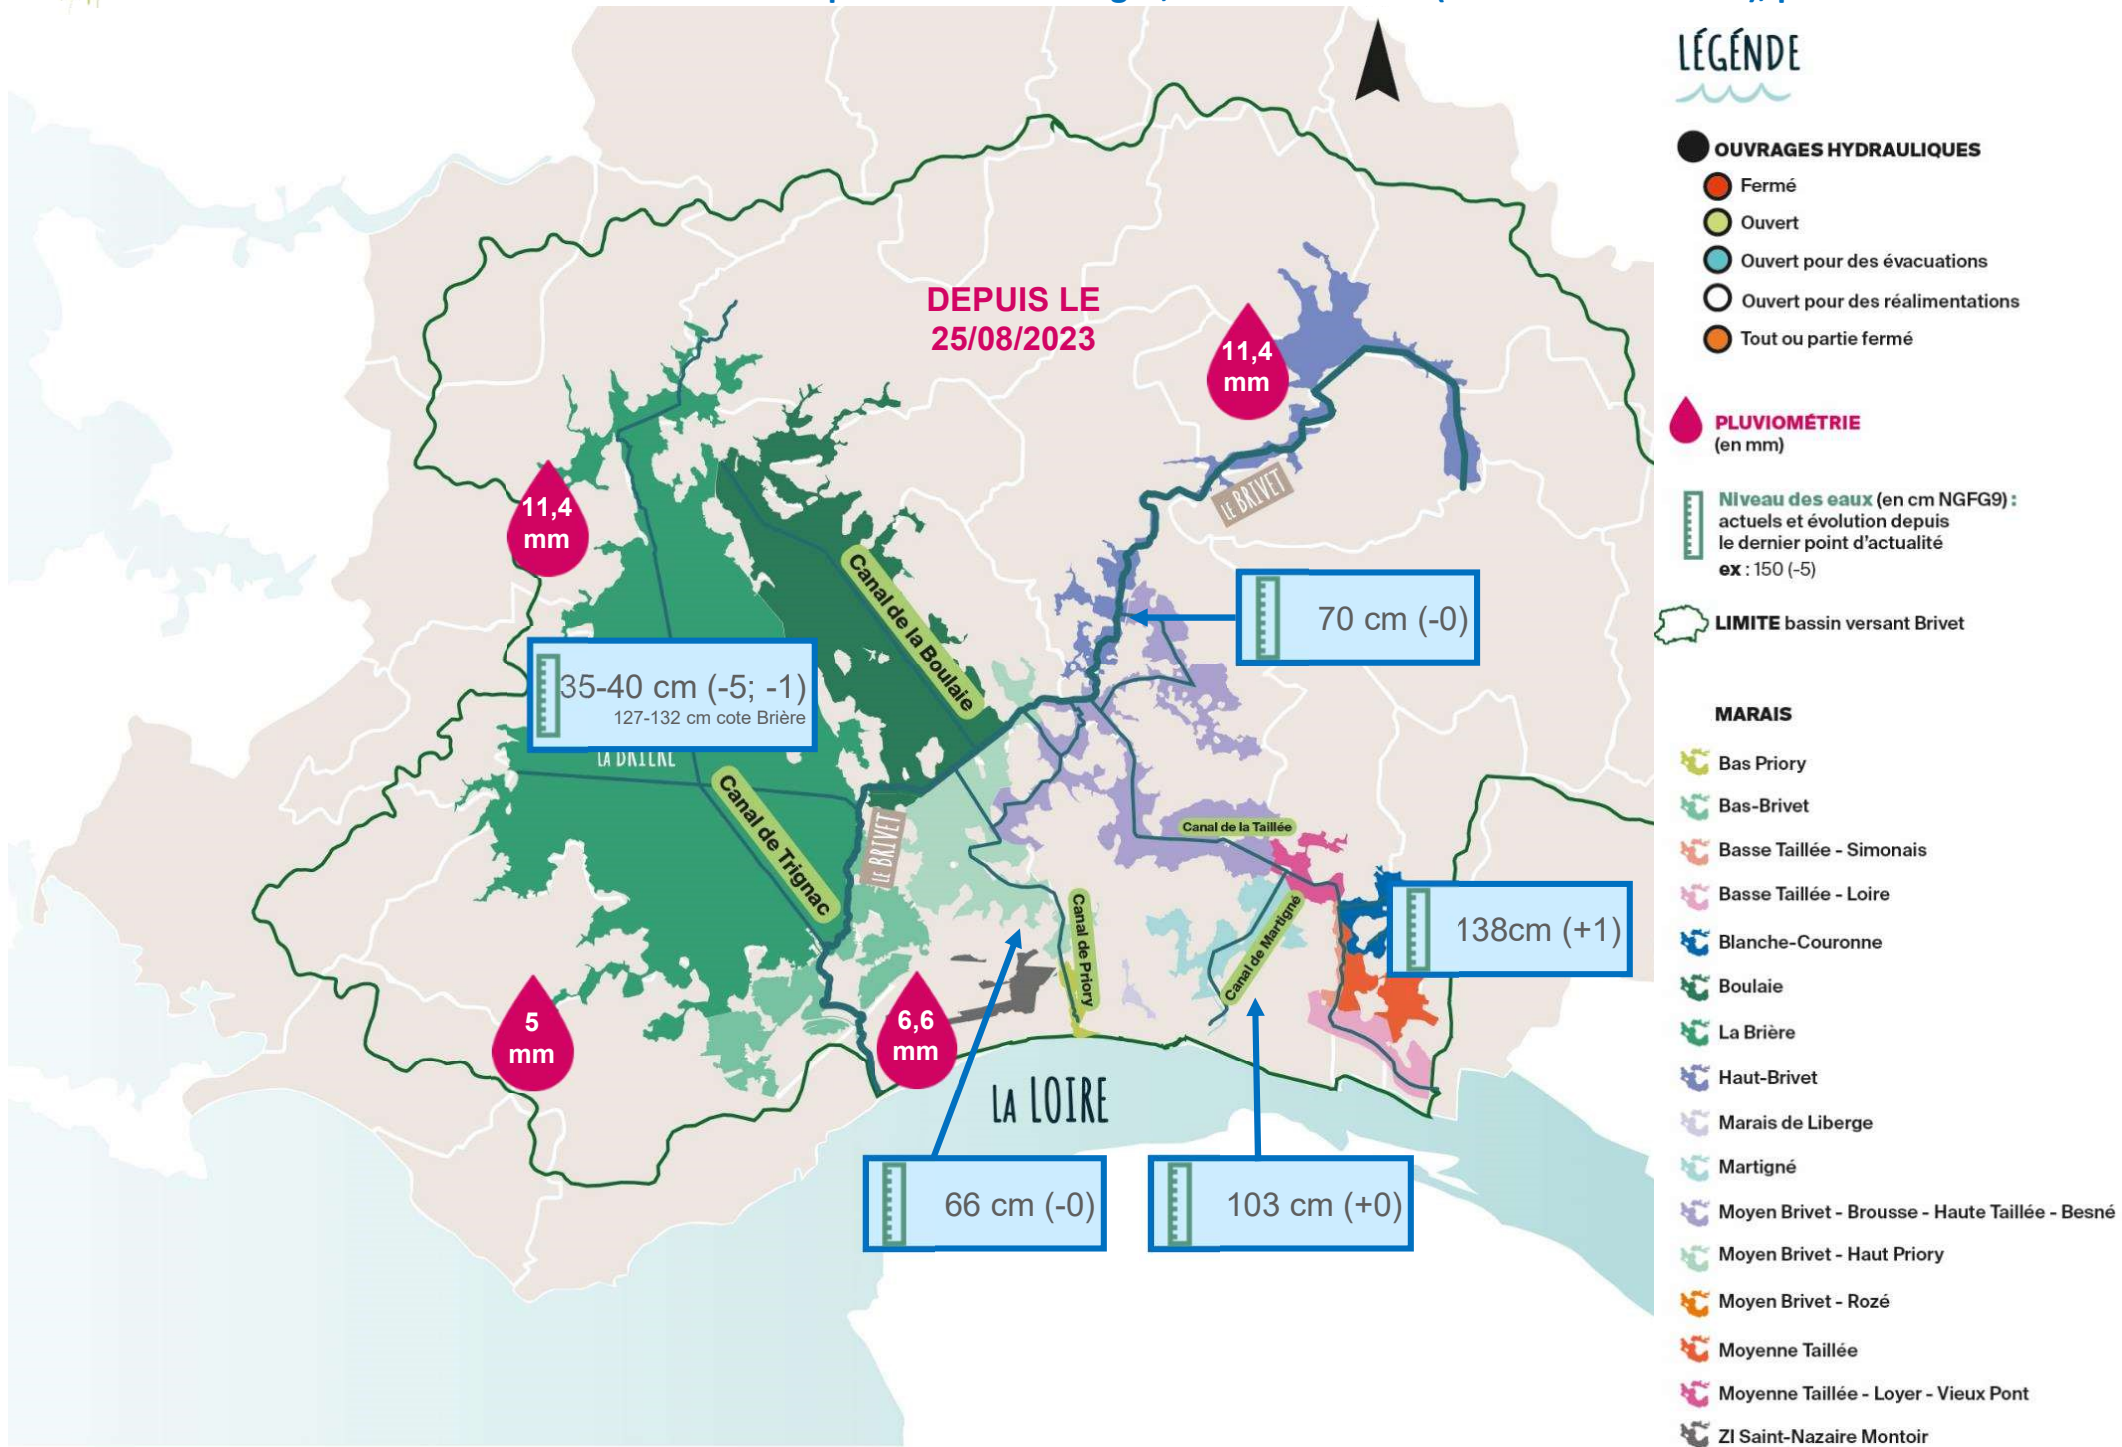 LÉGÉNDE
OUVRAGES HYDRAULIQUES
Fermé
Ouvert
Ouvert pour des évacuations
Ouvert pour des réalimentations
Tout ou partie fermé
PLUVIOMÉTRIE
(en mm)
Niveau des eaux (en cm NGFG9) :
actuels et évolution depuis
le dernier point d'actualité
ex : 150 (-5)
LIMITE bassin versant Brivet
MARAIS
Bas Priory
Bas-Brivet
Basse Taillée - Simonais
Basse Taillée - Loire
Blanche-Couronne
Boulaie
La Brière
Haut-Brivet
Marais de Liberge
Martigné
Moyen Brivet - Brousse - Haute Taillée - Besné
Moyen Brivet - Haut Priory
Moyen Brivet - Rozé
Moyenne Taillée
Moyenne Taillée - Loyer - Vieux Pont
ZI Saint-Nazaire Montoir
DEPUIS LE
25/08/2023
11,4
mm
11,4
mm
LE BRIVET
Canal de la Boulaie
70 cm (-0)
35-40 cm (-5; -1)
127-132 cm cote Brière
LA BRIÈRE
Canal de Trignac
LE BRIVET
Canal de la Taillée
Canal de Priory
Canal de Martigné
138cm (+1)
5
mm
6,6
mm
LA LOIRE
66 cm (-0)
103 cm (+0)